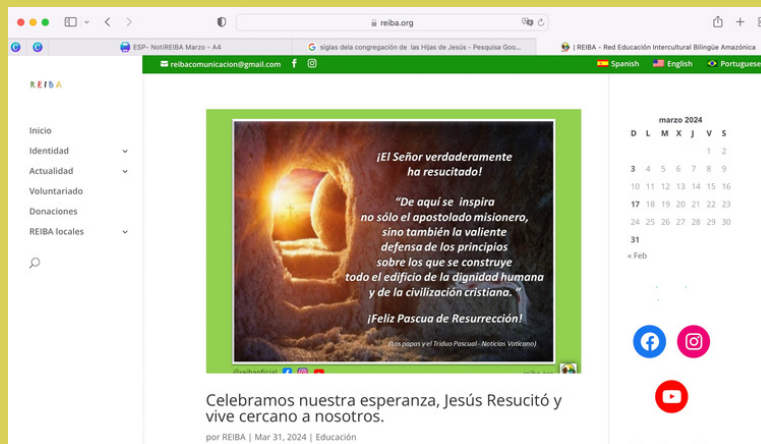 reiba.org
ESP- NotiREIBA Marzo - A4
siglas dela congregación de las Hijas de Jesús - Pesquisa Goo...
| REIBA - Red Educación Intercultural Bilingüe Amazónica
reibacomunicacion@gmail.com
Spanish English Portuguese
REIBA
Inicio
Identidad
Actualidad
Voluntariado
Donaciones
REIBA locales
¡El Señor verdaderamente
ha resucitado!
"De aquí se inspira
no sólo el apostolado misionero,
sino también la valiente
defensa de los principios
sobre los que se construye
todo el edificio de la dignidad humana
y de la civilización cristiana. "
¡Feliz Pascua de Resurrección!
(Los papas y el Triduo Pascual - Noticias Vaticano)
@reibaoficial
reiba.org
Celebramos nuestra esperanza, Jesús Resucitó y
vive cercano a nosotros.
por REIBA | Mar 31, 2024 | Educación
marzo 2024
D L M X J V S
1 2
3 4 5 6 7 8 9
10 11 12 13 14 15 16
17 18 19 20 21 22 23
24 25 26 27 28 29 30
31
« Feb